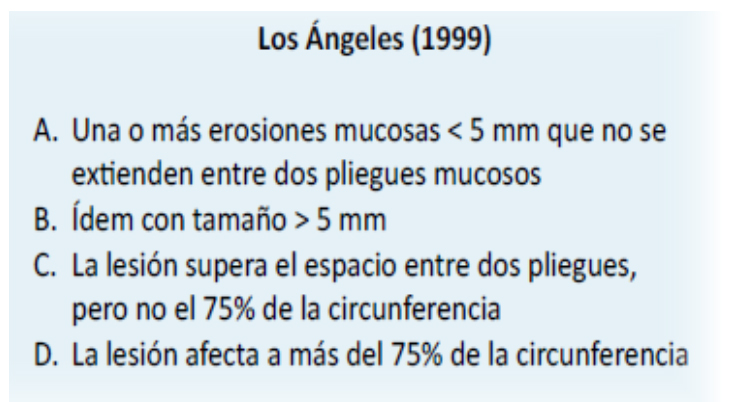 Los Ángeles (1999)
A. Una o más erosiones mucosas < 5 mm que no se
extienden entre dos pliegues mucosos
B. Ídem con tamaño > 5 mm
C. La lesión supera el espacio entre dos pliegues,
pero no el 75% de la circunferencia
D. La lesión afecta a más del 75% de la circunferencia